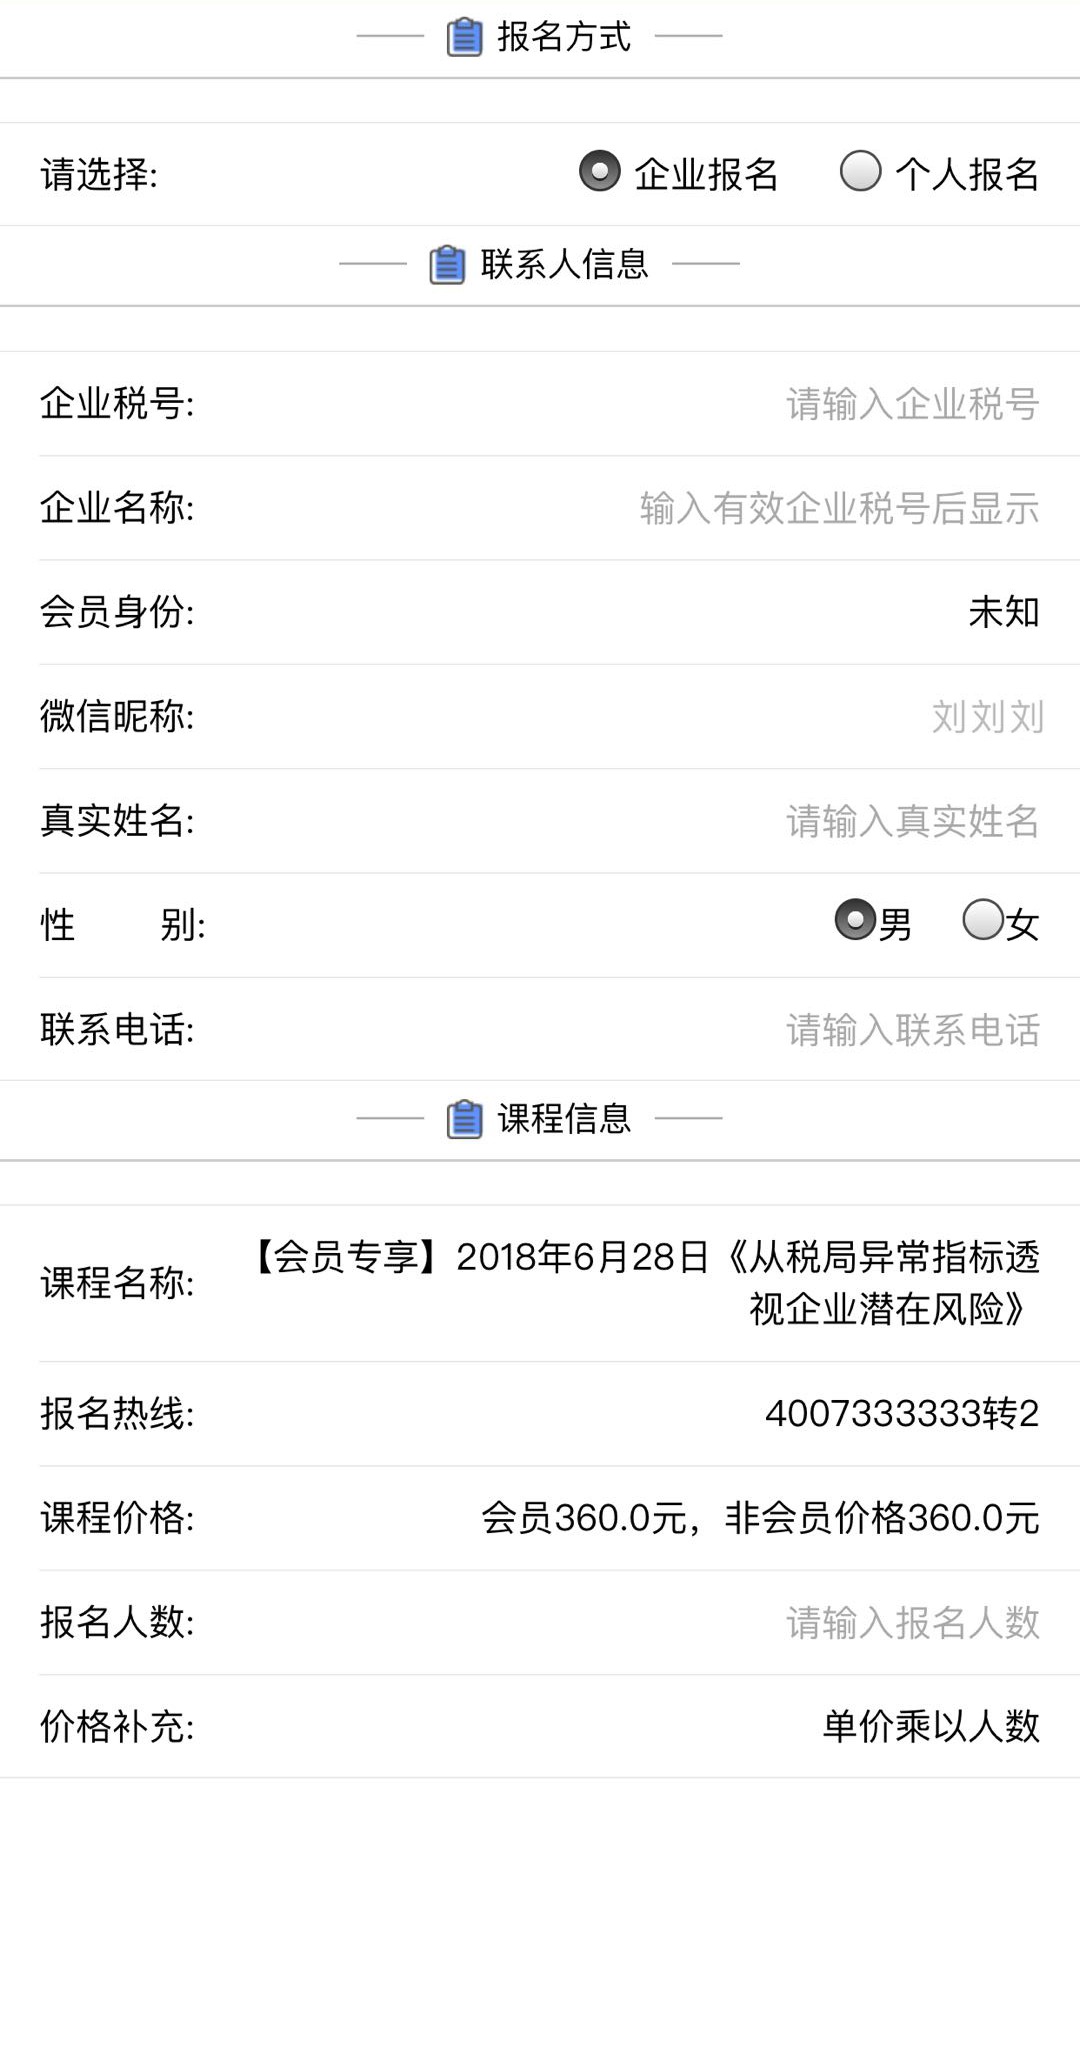 报名方式
请选择: 企业报名 个人报名
联系人信息
企业税号: 请输入企业税号
企业名称: 输入有效企业税号后显示
会员身份: 未知
微信昵称: 刘刘刘
真实姓名: 请输入真实姓名
性 别: 男 女
联系电话: 请输入联系电话
课程信息
课程名称: 【会员专享】2018年6月28日《从税局异常指标透
视企业潜在风险》
报名热线: 4007333333转2
课程价格: 会员360.0元，非会员价格360.0元
报名人数: 请输入报名人数
价格补充: 单价乘以人数